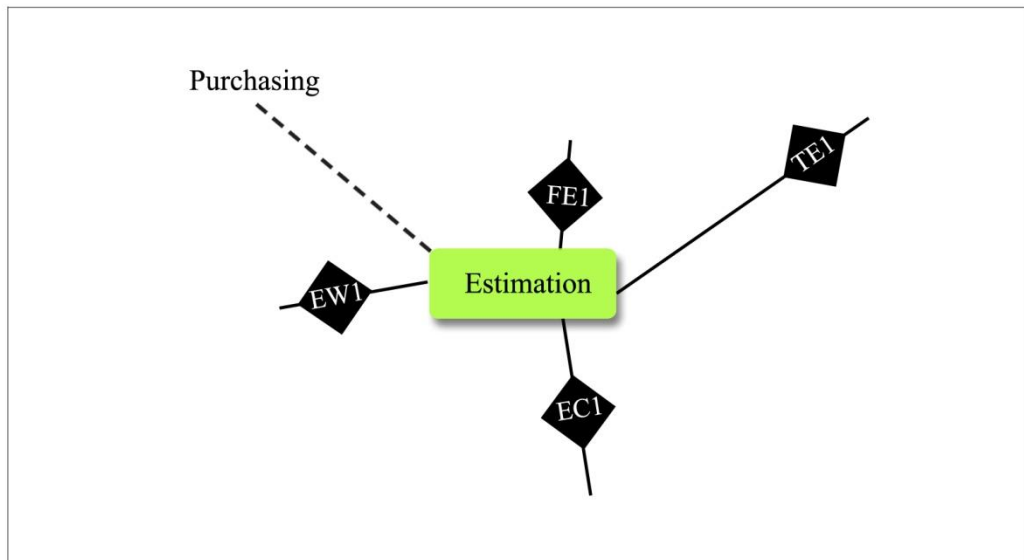 Purchasing
TE1
FE1
Estimation
EW1
EC1